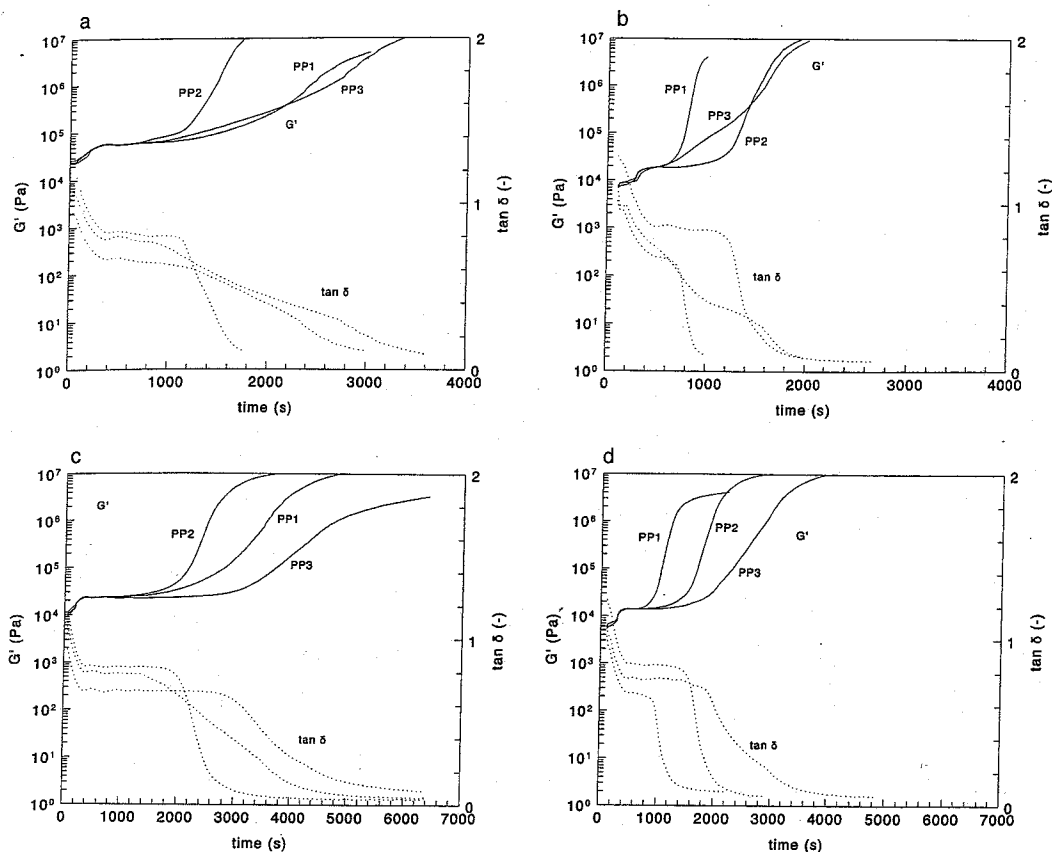 a
10⁷
10⁶
10⁵
10⁴
10³
10²
10¹
10⁰
G' (Pa)
PP2
PP1
PP3
G'
tan δ
2
1
0
tan δ (-)
0 1000 2000 3000 4000
time (s)
b
10⁷
10⁶
10⁵
10⁴
10³
10²
10¹
10⁰
G' (Pa)
G'
PP1
PP3
PP2
tan δ
2
1
0
tan δ (-)
0 1000 2000 3000 4000
time (s)
c
10⁷
10⁶
10⁵
10⁴
10³
10²
10¹
10⁰
G' (Pa)
G'
PP2
PP1
PP3
tan δ
2
1
0
tan δ (-)
0 1000 2000 3000 4000 5000 6000 7000
time (s)
d
10⁷
10⁶
10⁵
10⁴
10³
10²
10¹
10⁰
G' (Pa)
PP1
PP2
G'
PP3
tan δ
2
1
0
tan δ (-)
0 1000 2000 3000 4000 5000 6000 7000
time (s)